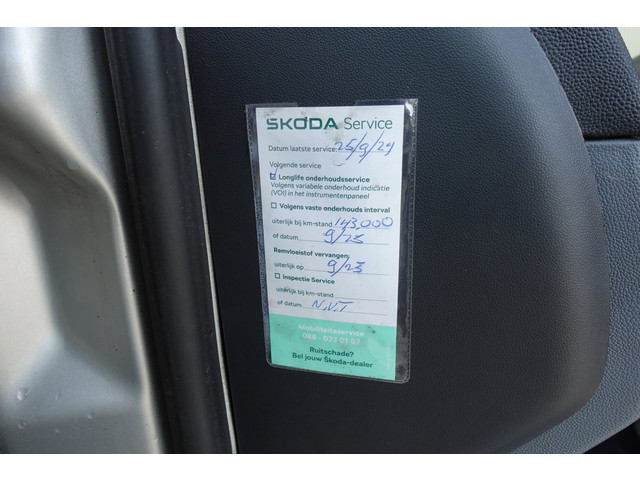 ŠKODA Service
Datum laatste service: 25/9/24
Volgende service
Longlife onderhoudsservice
Volgens variabele onderhoud indicatie
(VOI) in het instrumentenpaneel
Volgens vaste onderhouds interval
uiterlijk bij km-stand 143.000
of datum 9/25
Remvloeistof vervangen:
uiterlijk op 9/25
Inspectie Service
uiterlijk bij km-stand
of datum N.V.T
Mobiliteitsservice
088 - 023 01 07
Ruitschade?
Bel jouw Škoda-dealer